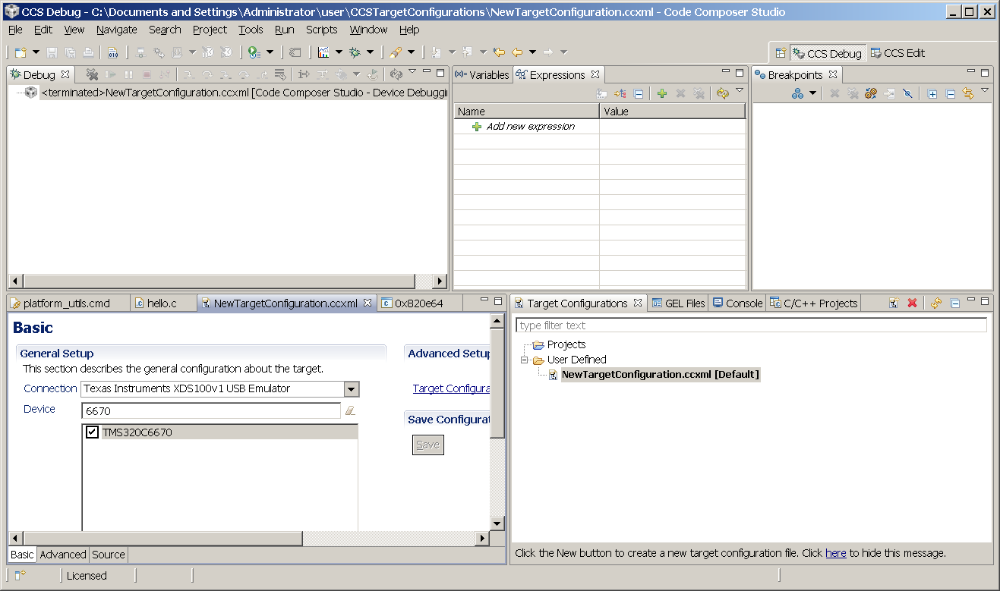 CCS Debug - C:\Documents and Settings\Administrator\user\CCSTargetConfigurations\NewTargetConfiguration.ccxml - Code Composer Studio
File Edit View Navigate Search Project Tools Run Scripts Window Help
CCS Debug CCS Edit
Debug
<terminated>NewTargetConfiguration.ccxml [Code Composer Studio - Device Debuggin
(x)= Variables Expressions
Name Value
Add new expression
Breakpoints
platform_utils.cmd hello.c NewTargetConfiguration.ccxml 0x820e64
Basic
General Setup
This section describes the general configuration about the target.
Connection Texas Instruments XDS100v1 USB Emulator
Device 6670
TMS320C6670
Advanced Setup
Target Configura
Save Configurat
Save
Basic Advanced Source
Target Configurations GEL Files Console C/C++ Projects
type filter text
Projects
User Defined
NewTargetConfiguration.ccxml [Default]
Click the New button to create a new target configuration file. Click here to hide this message.
Licensed